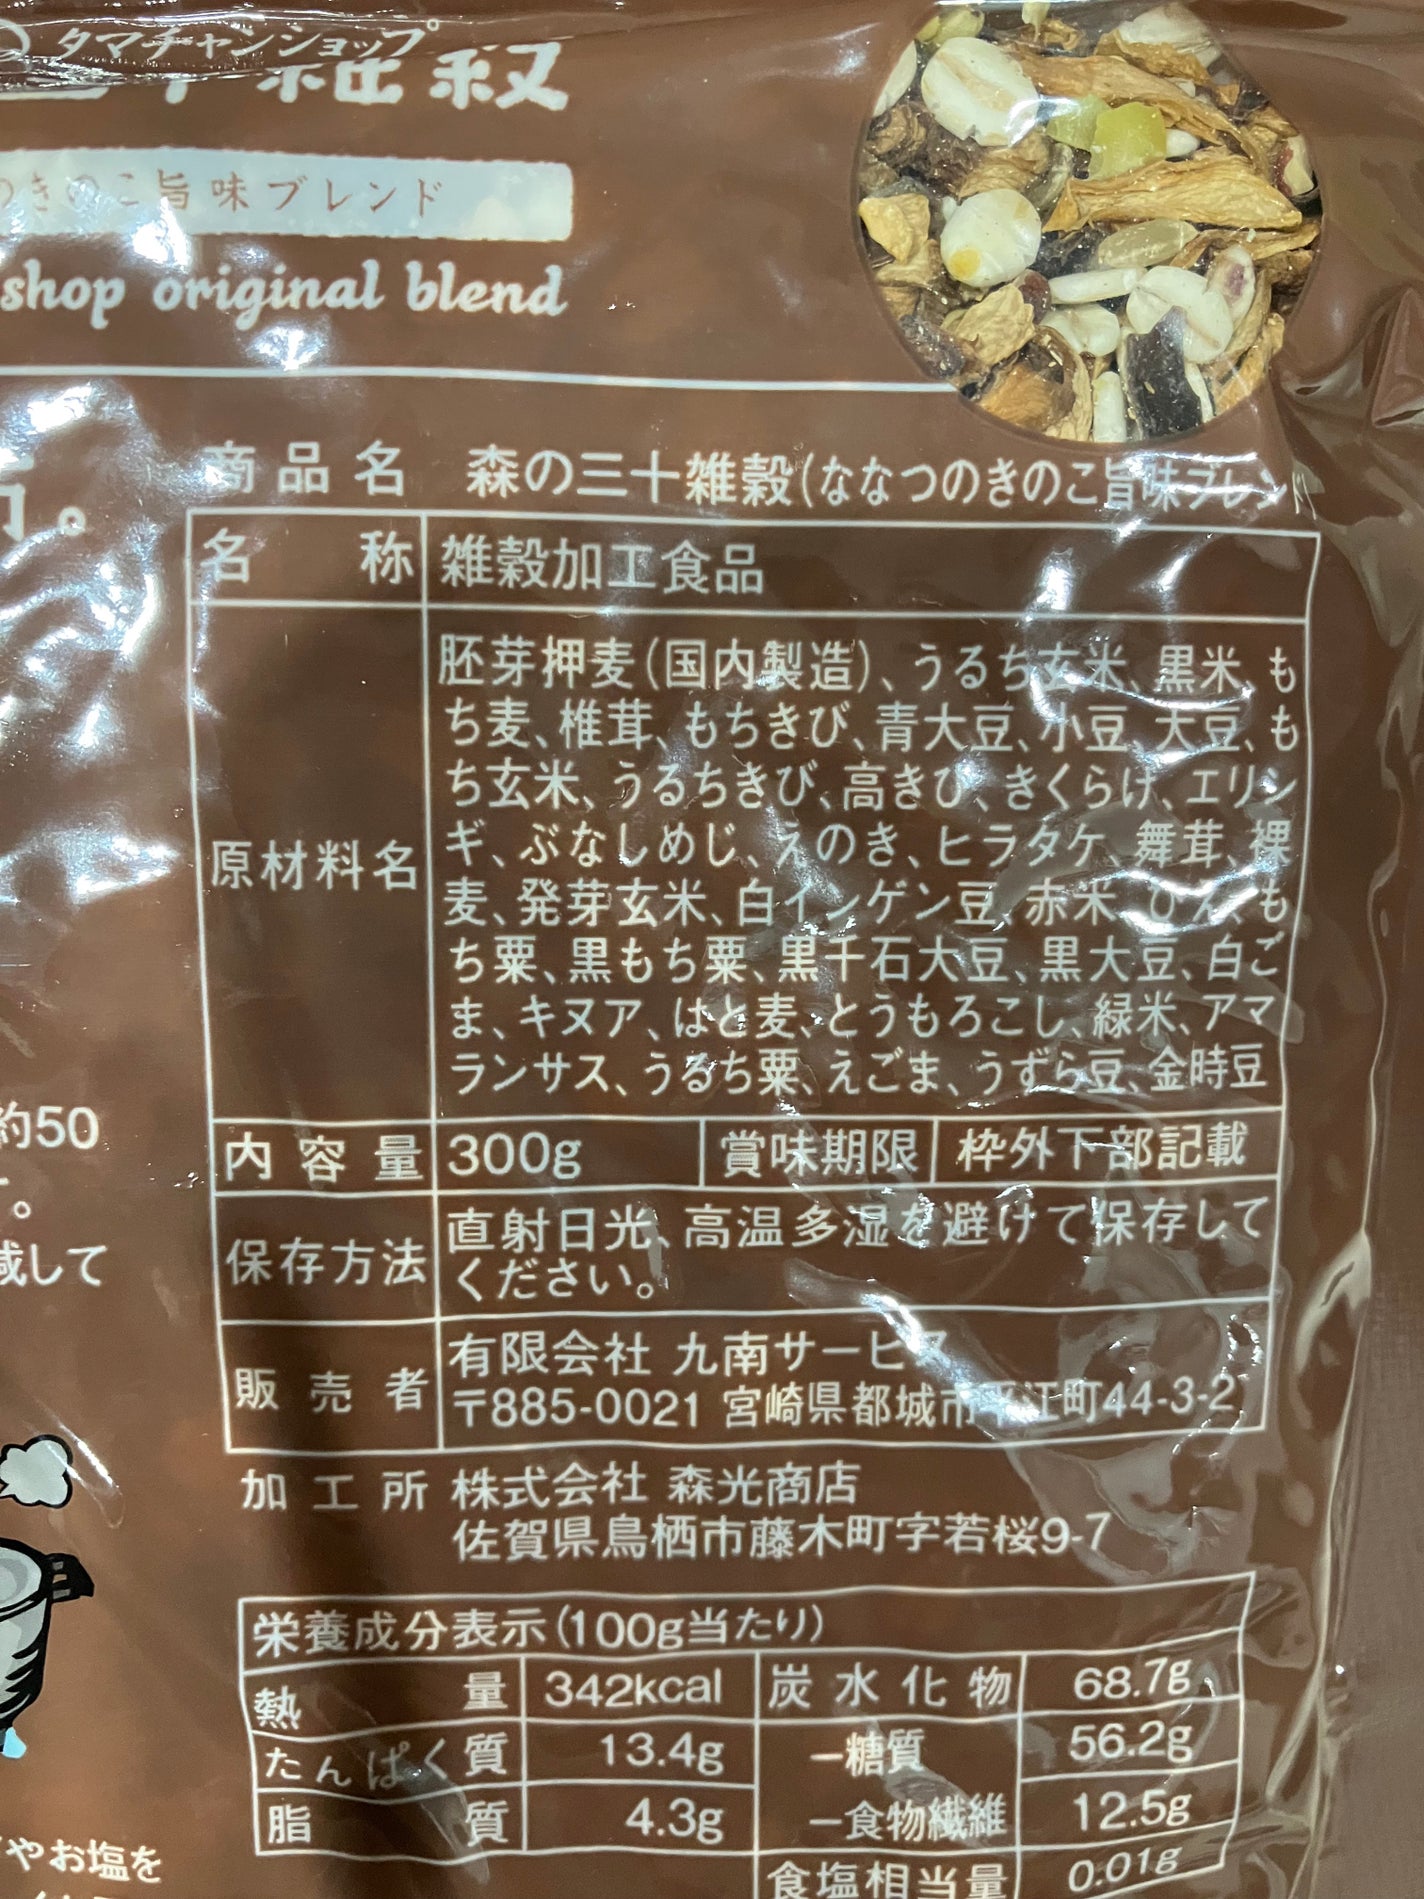 タマチャンショップ
雑穀
のきのこ旨味ブレンド
shop original blend
商品名 森の三十雑穀(ななつのきのこ旨味ブレンド
名称 雑穀加工食品
原材料名
胚芽押麦(国内製造)、うるち玄米、黒米、も
ち麦、椎茸、もちきび、青大豆、小豆、大豆、も
ち玄米、うるちきび、高きび、きくらげ、エリン
ギ、ぶなしめじ、えのき、ヒラタケ、舞茸、裸
麦、発芽玄米、白インゲン豆、赤米、ひえ、も
ち粟、黒もち粟、黒千石大豆、黒大豆、白ご
ま、キヌア、はと麦、とうもろこし、緑米、アマ
ランサス、うるち粟、えごま、うずら豆、金時豆
内容量 300g 賞味期限 枠外下部記載
保存方法
直射日光、高温多湿を避けて保存して
ください。
販売者
有限会社 九南サービス
〒885-0021 宮崎県都城市平江町44-3-2
加工所 株式会社 森光商店
佐賀県鳥栖市藤木町字若桜9-7
栄養成分表示(100g当たり)
熱量 342kcal 炭水化物 68.7g
たんぱく質 13.4g −糖質 56.2g
脂質 4.3g −食物繊維 12.5g
食塩相当量 0.01g
約50
。
減して
やお塩を